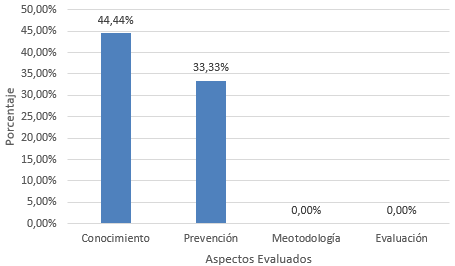 50,00%
45,00%
40,00%
35,00%
30,00%
25,00%
20,00%
15,00%
10,00%
5,00%
0,00%
Porcentaje
44,44%
33,33%
0,00%
0,00%
Conocimiento
Prevención
Meotodología
Evaluación
Aspectos Evaluados